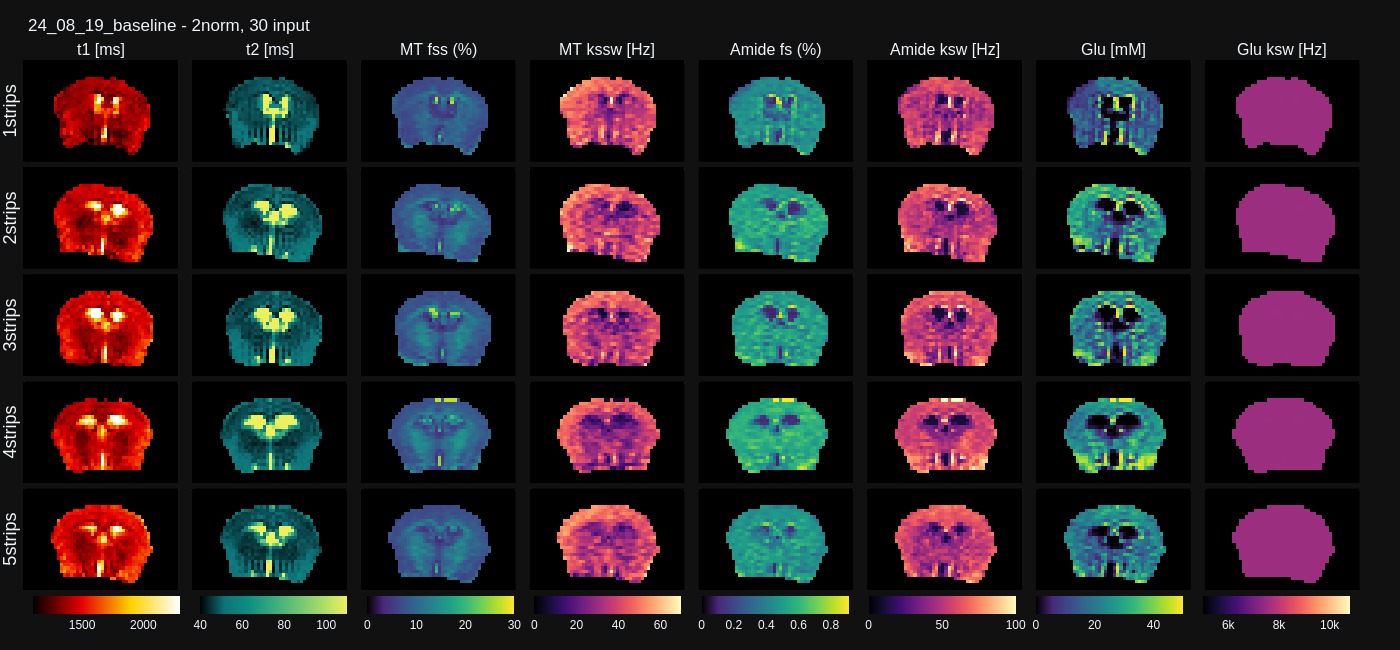 24_08_19_baseline - 2norm, 30 input
t1 [ms] t2 [ms] MT fss (%) MT kssw [Hz] Amide fs (%) Amide ksw [Hz] Glu [mM] Glu ksw [Hz]
1strips
2strips
3strips
4strips
5strips
1500 2000 40 60 80 100 0 10 20 30 0 20 40 60 0 0.2 0.4 0.6 0.8 0 50 100 0 20 40 6k 8k 10k